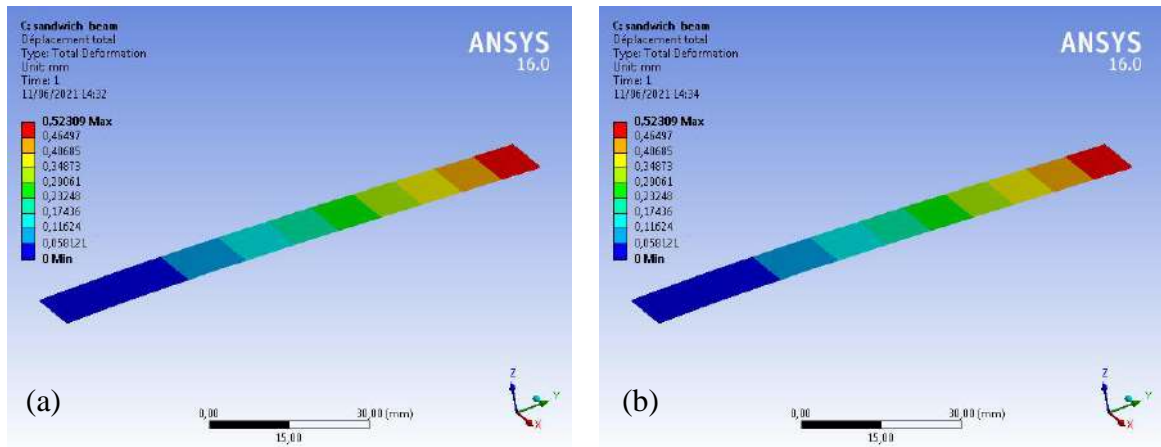 C: sandwich_beam
Déplacement total
Type: Total Deformation
Unit: mm
Time: 1
11/06/2021 14:32
ANSYS
16.0
0,52309 Max
0,46497
0,40685
0,34873
0,29061
0,23248
0,17436
0,11624
0,058121
0 Min
(a)
0,00
30,00 (mm)
15,00
Z
Y
X
C: sandwich_beam
Déplacement total
Type: Total Deformation
Unit: mm
Time: 1
11/06/2021 14:34
ANSYS
16.0
0,52309 Max
0,46497
0,40685
0,34873
0,29061
0,23248
0,17436
0,11624
0,058121
0 Min
(b)
0,00
30,00 (mm)
15,00
Z
Y
X